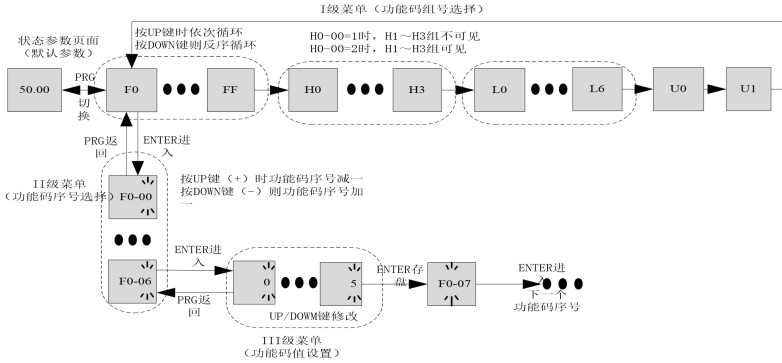 I级菜单（功能码组号选择）
状态参数页面
（默认参数）
按UP键时依次循环
按DOWN键则反序循环
H0-00=1时，H1～H3组不可见
H0-00=2时，H1～H3组可见
50.00
PRG
切
换
F0
FF
H0
H3
L0
L6
U0
U1
PRG返
回
ENTER进
入
II级菜单
（功能码序号选择）
F0-00
按UP键（+）时功能码序号减一
按DOWN键（-）则功能码序号加
一
F0-06
ENTER进
入
PRG返
回
0
5
UP/DOWM键修改
ENTER存
盘
F0-07
ENTER进
入
下一个
功能码序号
III级菜单
（功能码值设置）